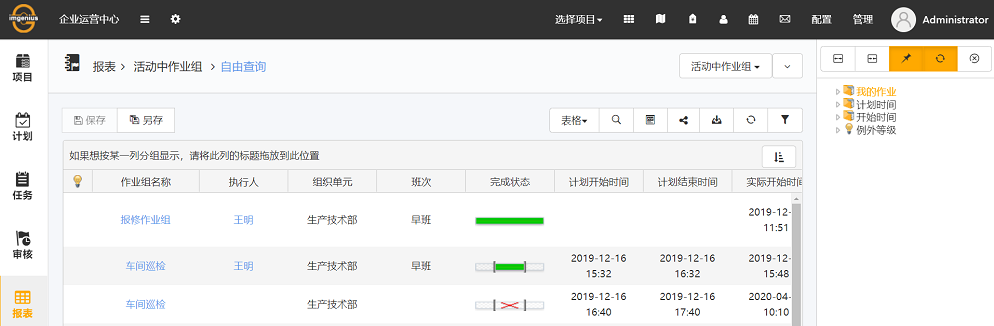 imgenius
企业运营中心
选择项目
配置
管理
Administrator
项目
计划
任务
审核
报表
报表 > 活动中作业组 > 自由查询
活动中作业组
保存
另存
表格
如果想按某一列分组显示，请将此列的标题拖放到此位置
作业组名称 执行人 组织单元 班次 完成状态 计划开始时间 计划结束时间 实际开始时间
报修作业组 王明 生产技术部 早班 2019-12-
11:51
车间巡检 王明 生产技术部 早班 2019-12-16 2019-12-16 2019-12-
15:32 16:32 15:48
车间巡检 生产技术部 2019-12-16 2019-12-16 2020-04-
16:40 17:40 10:10
我的作业
计划时间
开始时间
例外等级